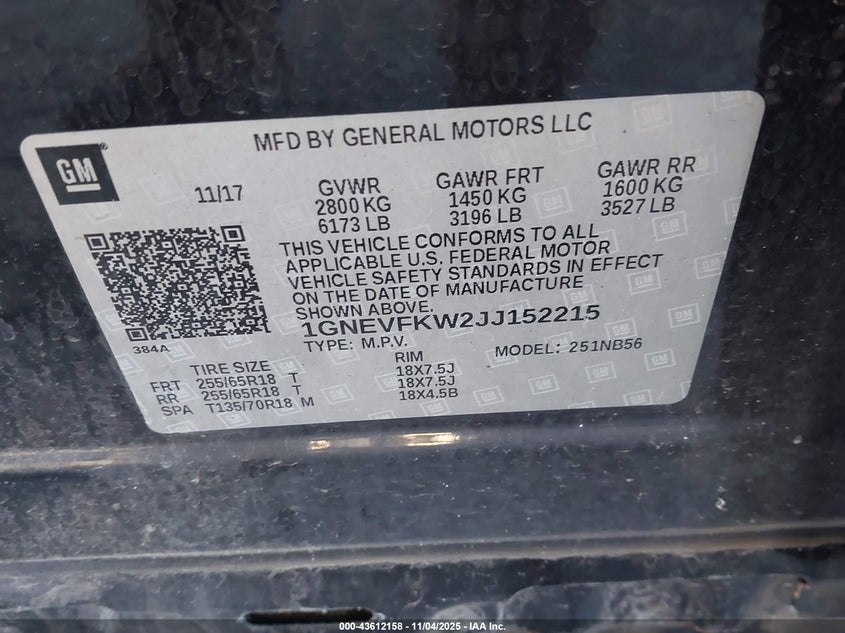 MFD BY GENERAL MOTORS LLC
GM
11/17
GVWR GAWR FRT GAWR RR
2800 KG 1450 KG 1600 KG
6173 LB 3196 LB 3527 LB
THIS VEHICLE CONFORMS TO ALL
APPLICABLE U.S. FEDERAL MOTOR
VEHICLE SAFETY STANDARDS IN EFFECT
ON THE DATE OF MANUFACTURE
SHOWN ABOVE.
1GNEVFKW2JJ152215
384A
TYPE: M.P.V. MODEL: 251NB56
TIRE SIZE RIM
FRT 255/65R18 T 18X7.5J
RR 255/65R18 T 18X7.5J
SPA T135/70R18 M 18X4.5B
000-43612158 - 11/04/2025 - IAA Inc.